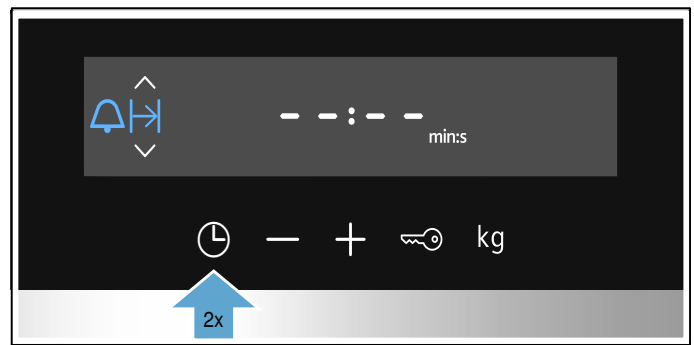 – –:– –
min:s
kg
2x